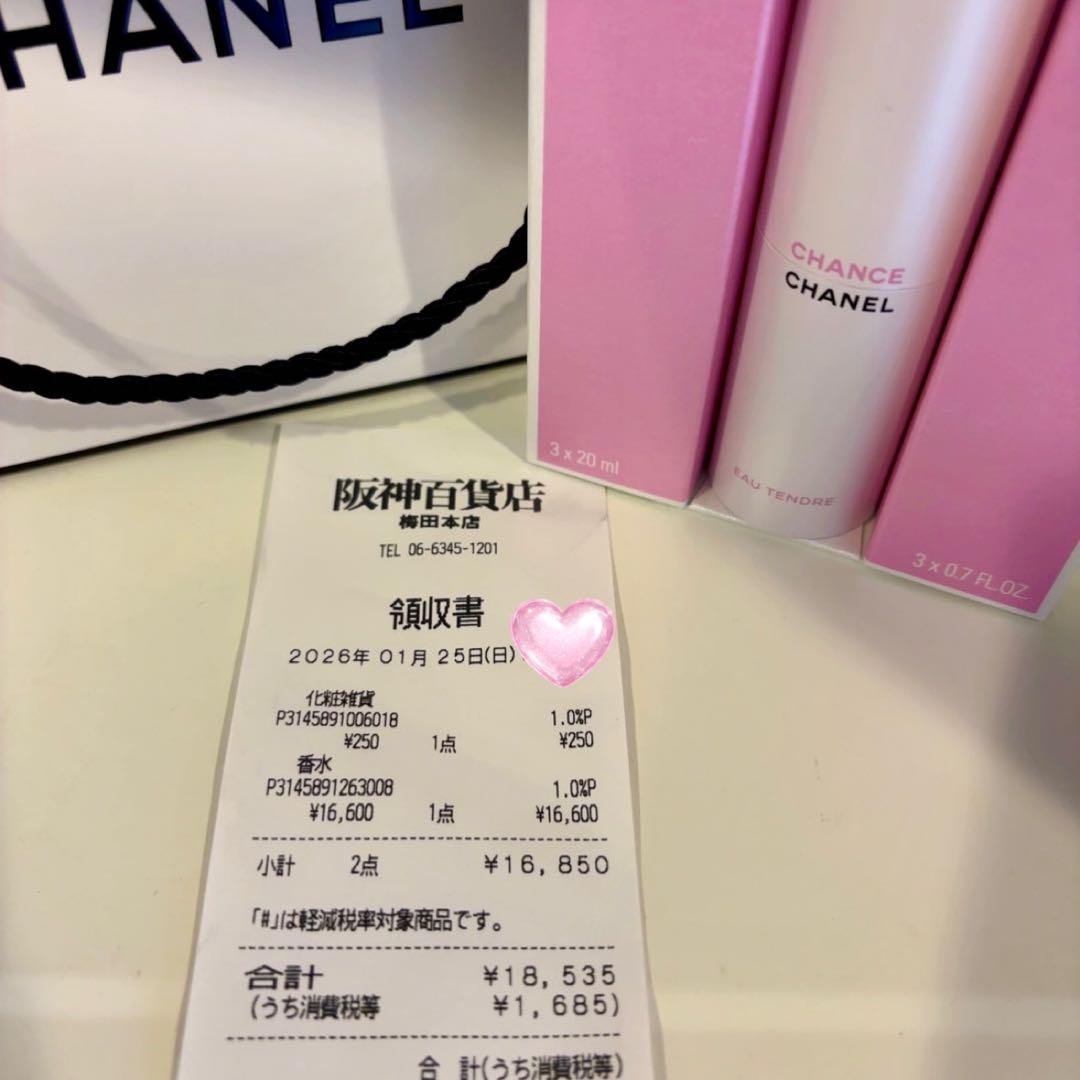 HANEL
CHANCE
CHANEL
EAU TENDRE
3 x 20 ml
3 x 0.7 FL.OZ.
阪神百貨店
梅田本店
TEL 06-6345-1201
領収書
2026年 01月 25日(日)
化粧雑貨
P3145891006018 1.0%P
¥250 1点 ¥250
香水
P3145891263008 1.0%P
¥16,600 1点 ¥16,600
小計 2点 ¥16,850
「#」は軽減税率対象商品です。
合計 ¥18,535
(うち消費税等 ¥1,685)
合 計(うち消費税等)